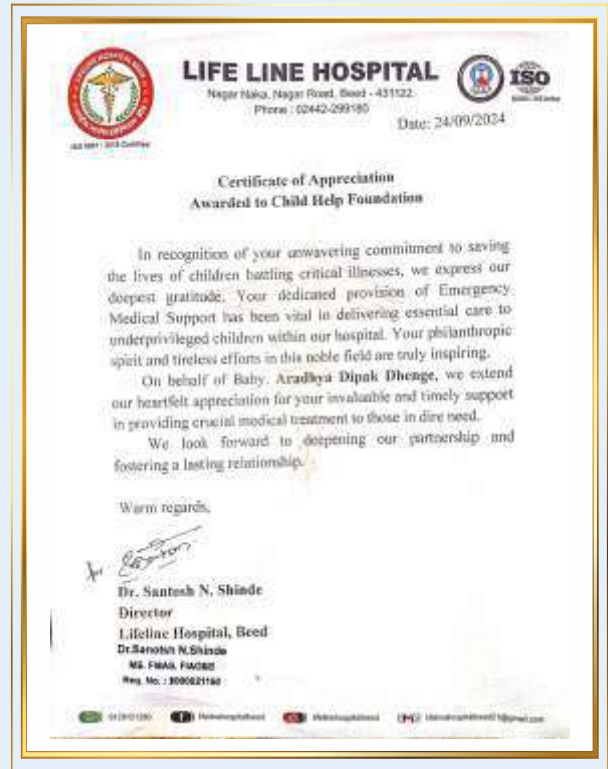 LIFE LINE HOSPITAL
Nagar Naka, Nagar Road, Beed - 431122.
Phone : 02442-299180
ISO
Date: 24/09/2024
Certificate of Appreciation
Awarded to Child Help Foundation
In recognition of your unwavering commitment to saving
the lives of children battling critical illnesses, we express our
deepest gratitude. Your dedicated provision of Emergency
Medical Support has been vital in delivering essential care to
underprivileged children within our hospital. Your philanthropic
spirit and tireless efforts in this noble field are truly inspiring.
On behalf of Baby. Aradhya Dipak Dhenge, we extend
our heartfelt appreciation for your invaluable and timely support
in providing crucial medical treatment to those in dire need.
We look forward to deepening our partnership and
fostering a lasting relationship.
Warm regards,
Dr. Santosh N. Shinde
Director
Lifeline Hospital, Beed
Dr.Sanotsh N.Shinde
MS. FMAS,
Reg. No. :